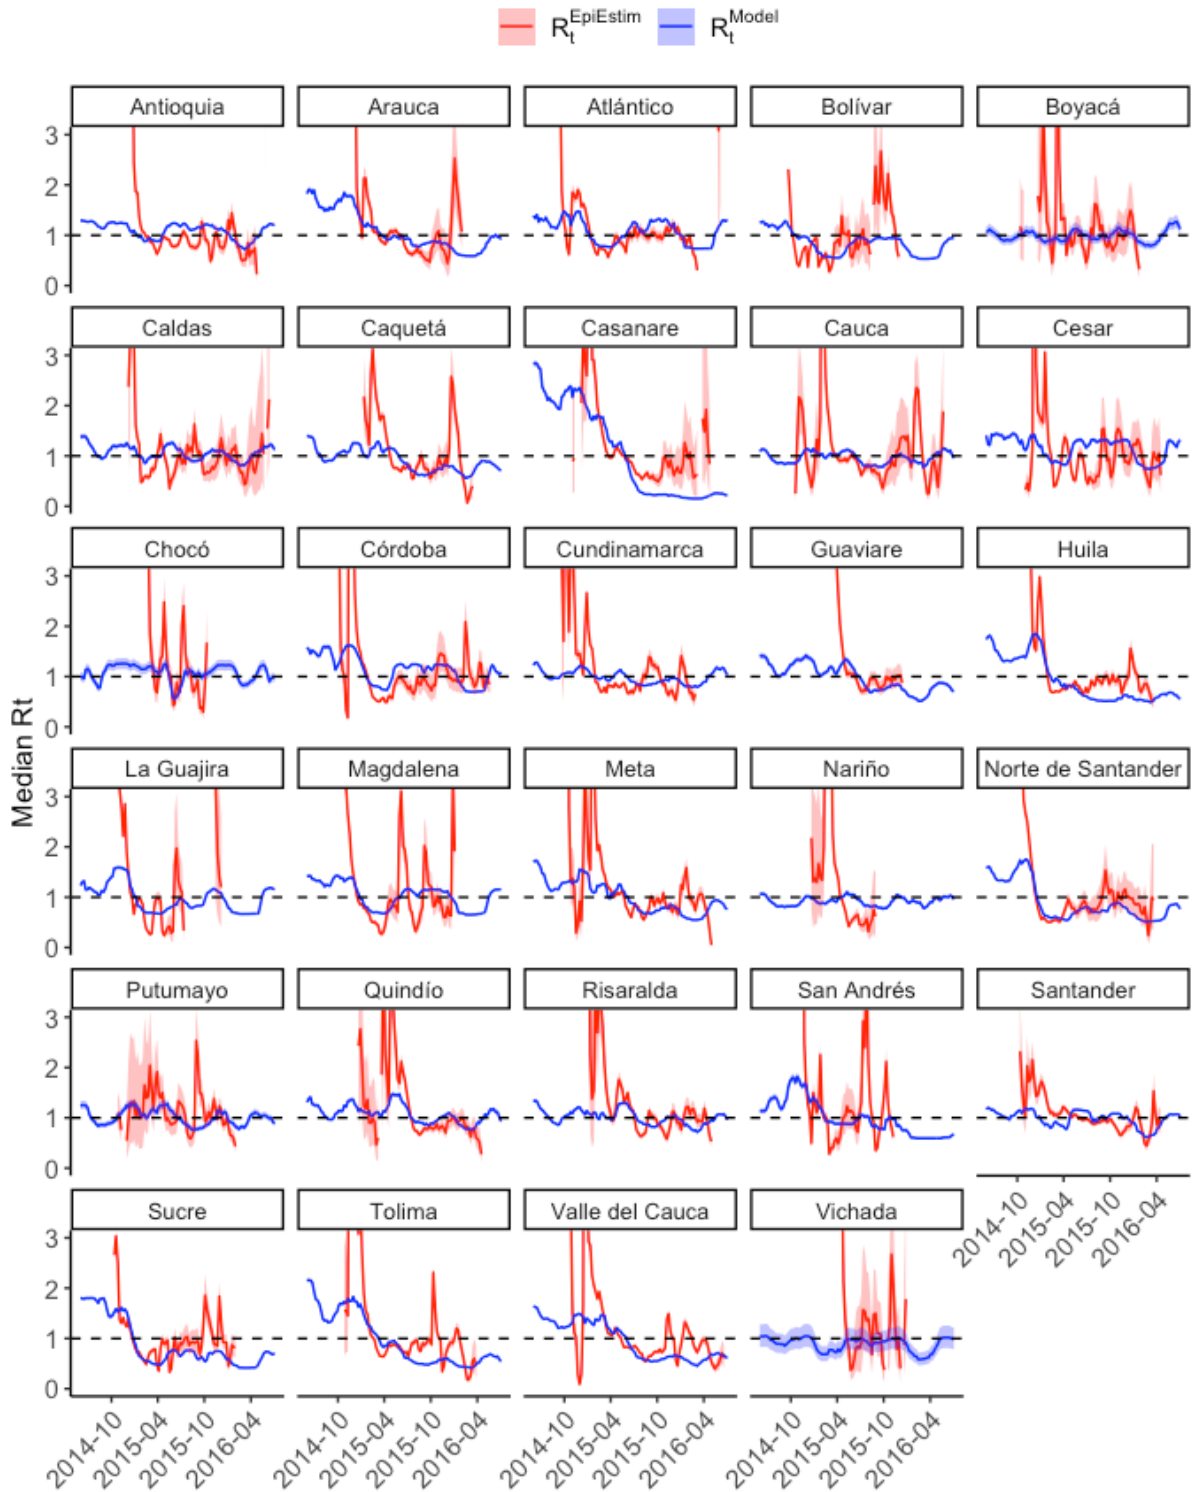 R_t^EpiEstim R_t^Model
Antioquia Arauca Atlántico Bolívar Boyacá
3
2
1
0
Caldas Caquetá Casanare Cauca Cesar
3
2
1
0
Chocó Córdoba Cundinamarca Guaviare Huila
3
2
1
0
Median Rt
La Guajira Magdalena Meta Nariño Norte de Santander
3
2
1
0
Putumayo Quindío Risaralda San Andrés Santander
3
2
1
0
2014-10 2015-04 2015-10 2016-04
Sucre Tolima Valle del Cauca Vichada
3
2
1
0
2014-10 2015-04 2015-10 2016-04 2014-10 2015-04 2015-10 2016-04 2014-10 2015-04 2015-10 2016-04 2014-10 2015-04 2015-10 2016-04